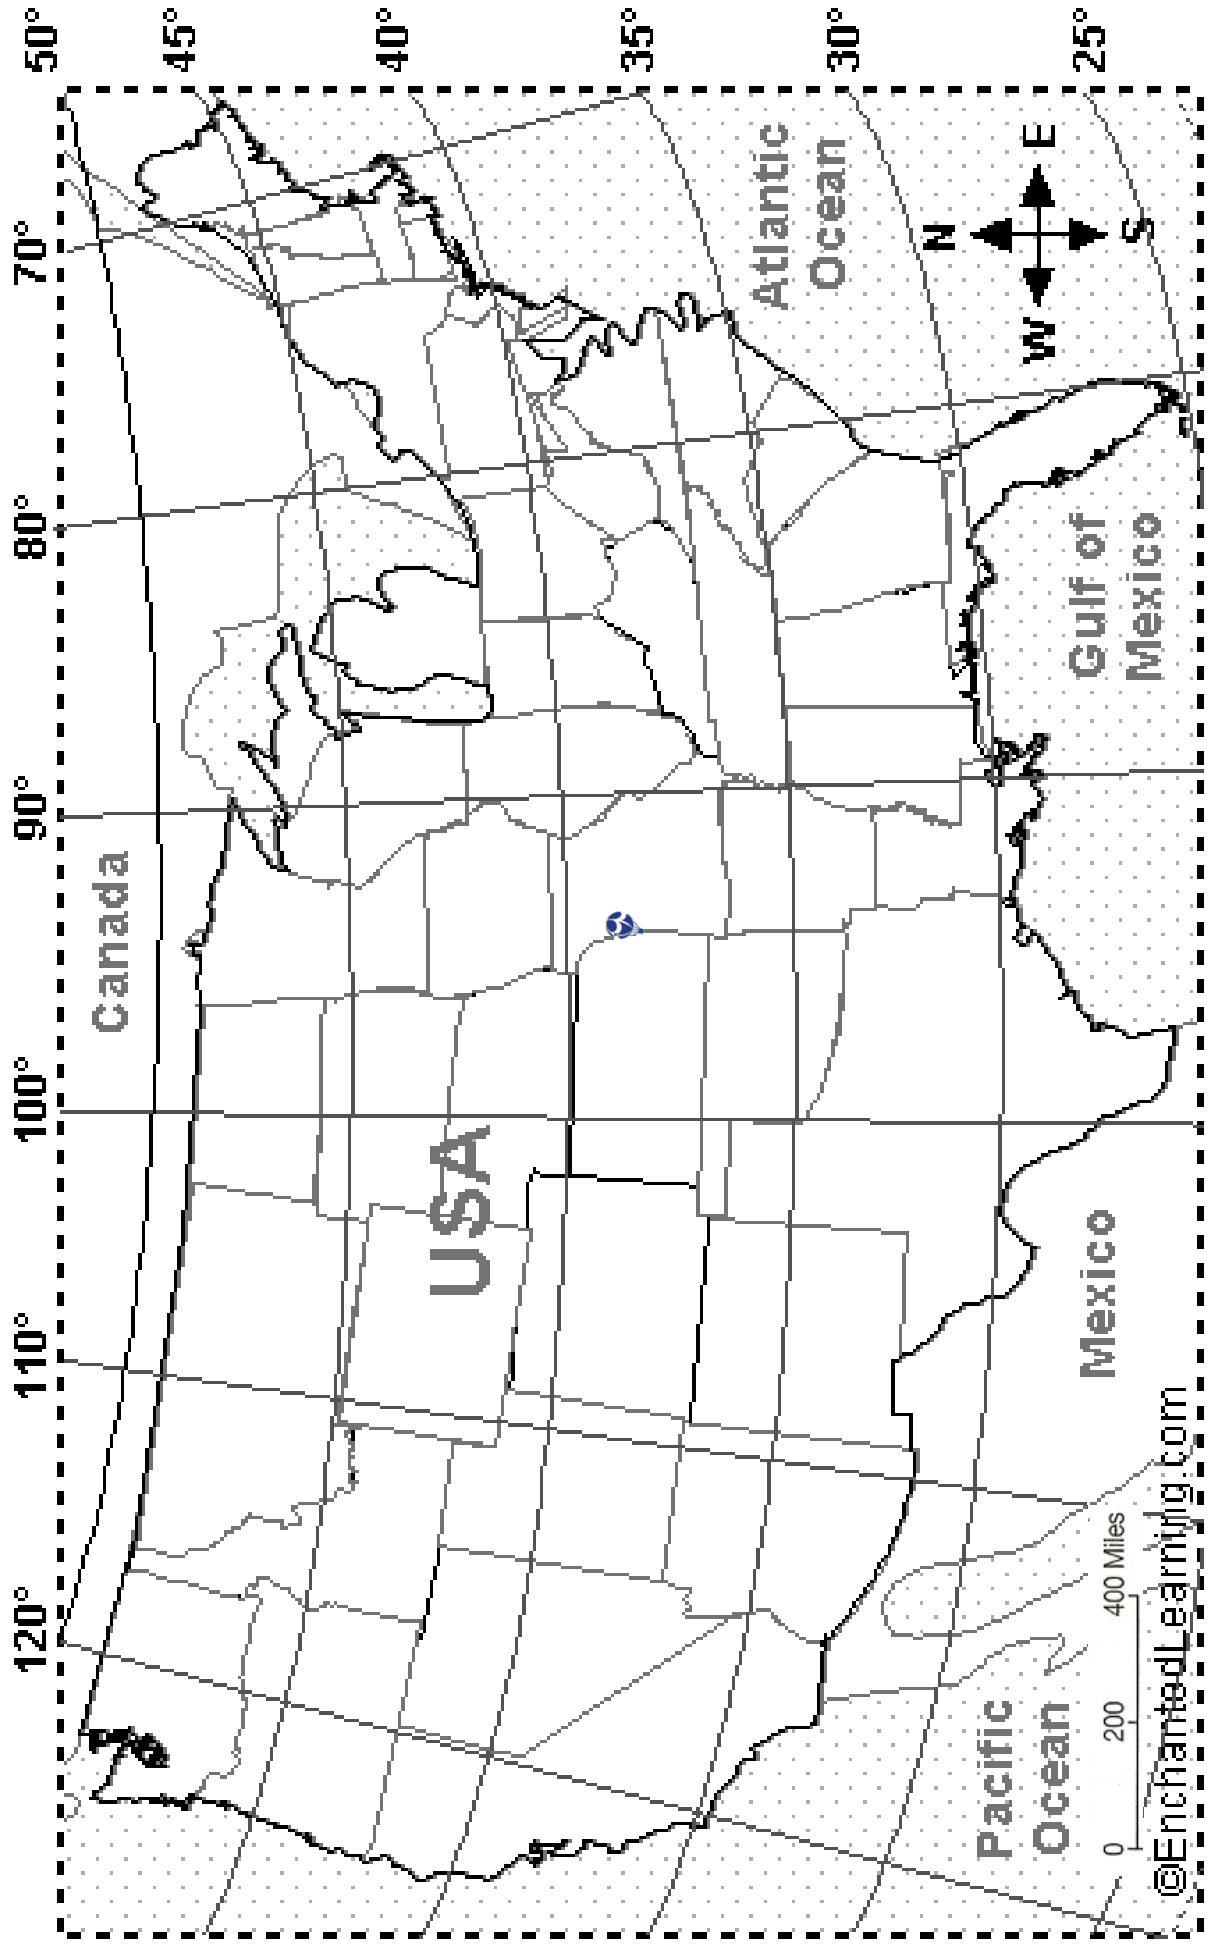 50°
45°
40°
35°
30°
25°
70°
80°
90°
100°
110°
120°
Canada
USA
Mexico
Atlantic
Ocean
Gulf of
Mexico
Pacific
Ocean
N
W
E
S
0 200 400 Miles
©EnchantedLearning.com